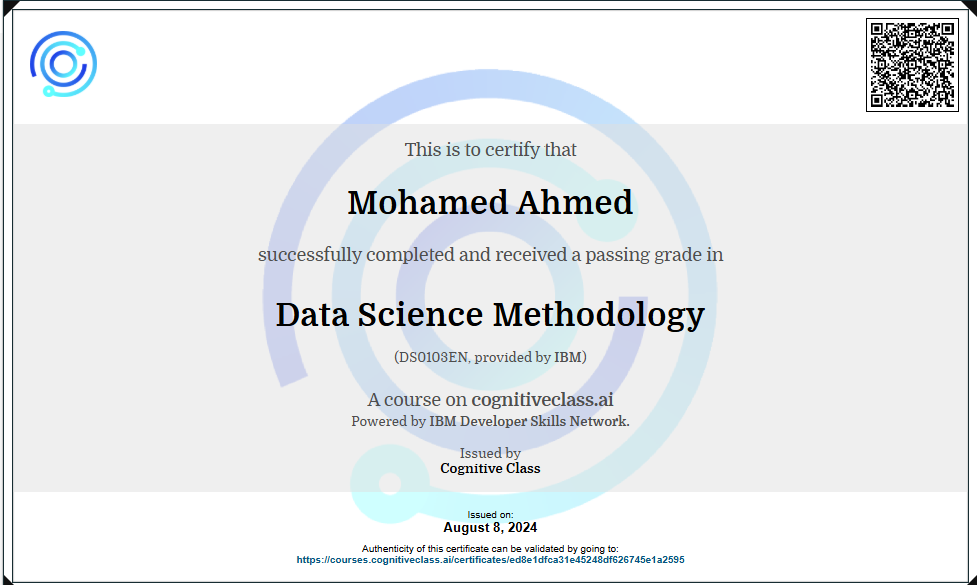 This is to certify that
Mohamed Ahmed
successfully completed and received a passing grade in
Data Science Methodology
(DS0103EN, provided by IBM)
A course on cognitiveclass.ai
Powered by IBM Developer Skills Network.
Issued by
Cognitive Class
Issued on:
August 8, 2024
Authenticity of this certificate can be validated by going to:
https://courses.cognitiveclass.ai/certificates/ed8e1dfca31e45248df626745e1a2595